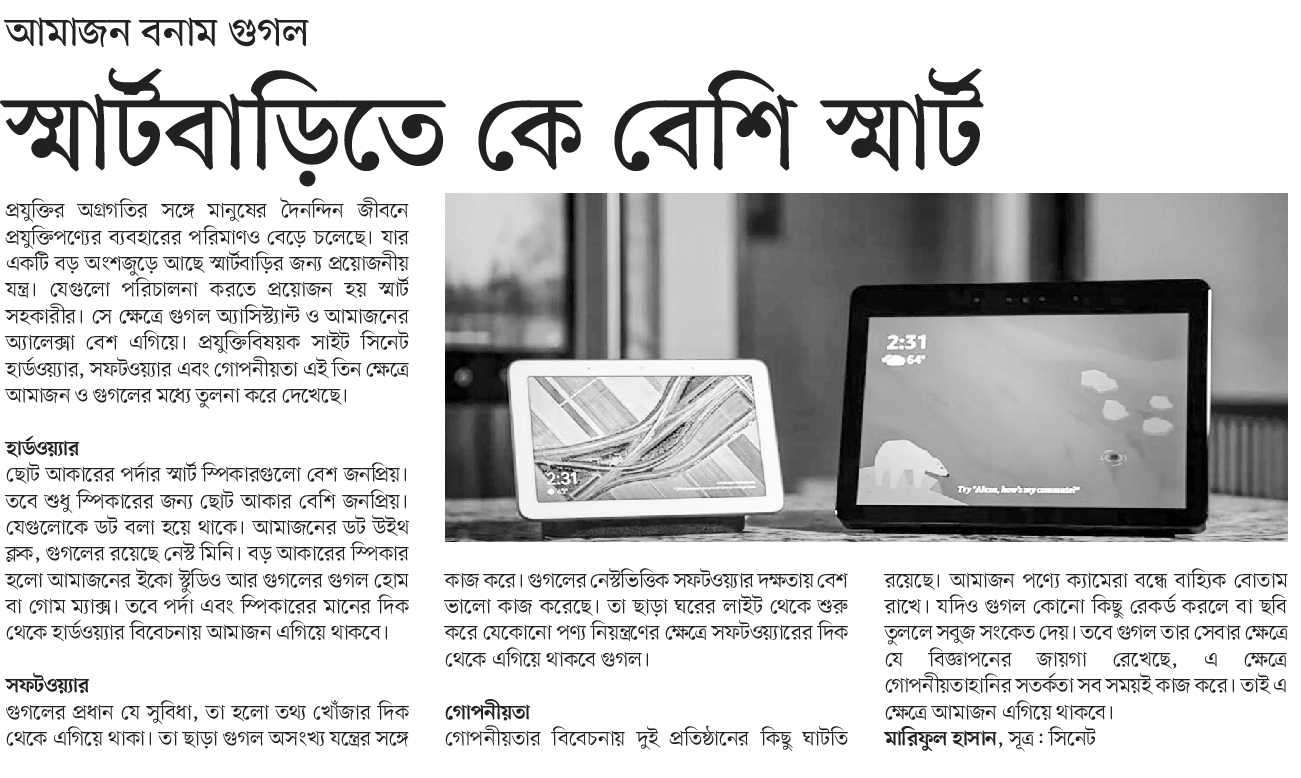 আমাজন বনাম গুগল
স্মার্টবাড়িতে কে বেশি স্মার্ট
প্রযুক্তির অগ্রগতির সঙ্গে মানুষের দৈনন্দিন জীবনে
প্রযুক্তিপণ্যের ব্যবহারের পরিমাণও বেড়ে চলেছে। যার
একটি বড় অংশজুড়ে আছে স্মার্টবাড়ির জন্য প্রয়োজনীয়
যন্ত্র। যেগুলো পরিচালনা করতে প্রয়োজন হয় স্মার্ট
সহকারীর। সে ক্ষেত্রে গুগল অ্যাসিস্ট্যান্ট ও আমাজনের
অ্যালেক্সা বেশ এগিয়ে। প্রযুক্তিবিষয়ক সাইট সিনেট
হার্ডওয়্যার, সফটওয়্যার এবং গোপনীয়তা এই তিন ক্ষেত্রে
আমাজন ও গুগলের মধ্যে তুলনা করে দেখেছে।
হার্ডওয়্যার
ছোট আকারের পর্দার স্মার্ট স্পিকারগুলো বেশ জনপ্রিয়।
তবে শুধু স্পিকারের জন্য ছোট আকার বেশি জনপ্রিয়।
যেগুলোকে ডট বলা হয়ে থাকে। আমাজনের ডট উইথ
ক্লক, গুগলের রয়েছে নেস্ট মিনি। বড় আকারের স্পিকার
হলো আমাজনের ইকো স্টুডিও আর গুগলের গুগল হোম
বা গোম ম্যাক্স। তবে পর্দা এবং স্পিকারের মানের দিক
থেকে হার্ডওয়্যার বিবেচনায় আমাজন এগিয়ে থাকবে।
সফটওয়্যার
গুগলের প্রধান যে সুবিধা, তা হলো তথ্য খোঁজার দিক
থেকে এগিয়ে থাকা। তা ছাড়া গুগল অসংখ্য যন্ত্রের সঙ্গে
2:31
2:31
64°
Try "Alexa, how's my commute?"
কাজ করে। গুগলের নেস্টভিত্তিক সফটওয়্যার দক্ষতায় বেশ
ভালো কাজ করেছে। তা ছাড়া ঘরের লাইট থেকে শুরু
করে যেকোনো পণ্য নিয়ন্ত্রণের ক্ষেত্রে সফটওয়্যারের দিক
থেকে এগিয়ে থাকবে গুগল।
গোপনীয়তা
গোপনীয়তার বিবেচনায় দুই প্রতিষ্ঠানের কিছু ঘাটতি
রয়েছে। আমাজন পণ্যে ক্যামেরা বন্ধে বাহ্যিক বোতাম
রাখে। যদিও গুগল কোনো কিছু রেকর্ড করলে বা ছবি
তুললে সবুজ সংকেত দেয়। তবে গুগল তার সেবার ক্ষেত্রে
যে বিজ্ঞাপনের জায়গা রেখেছে, এ ক্ষেত্রে
গোপনীয়তাহানির সতর্কতা সব সময়ই কাজ করে। তাই এ
ক্ষেত্রে আমাজন এগিয়ে থাকবে।
মারিফুল হাসান, সূত্র : সিনেট